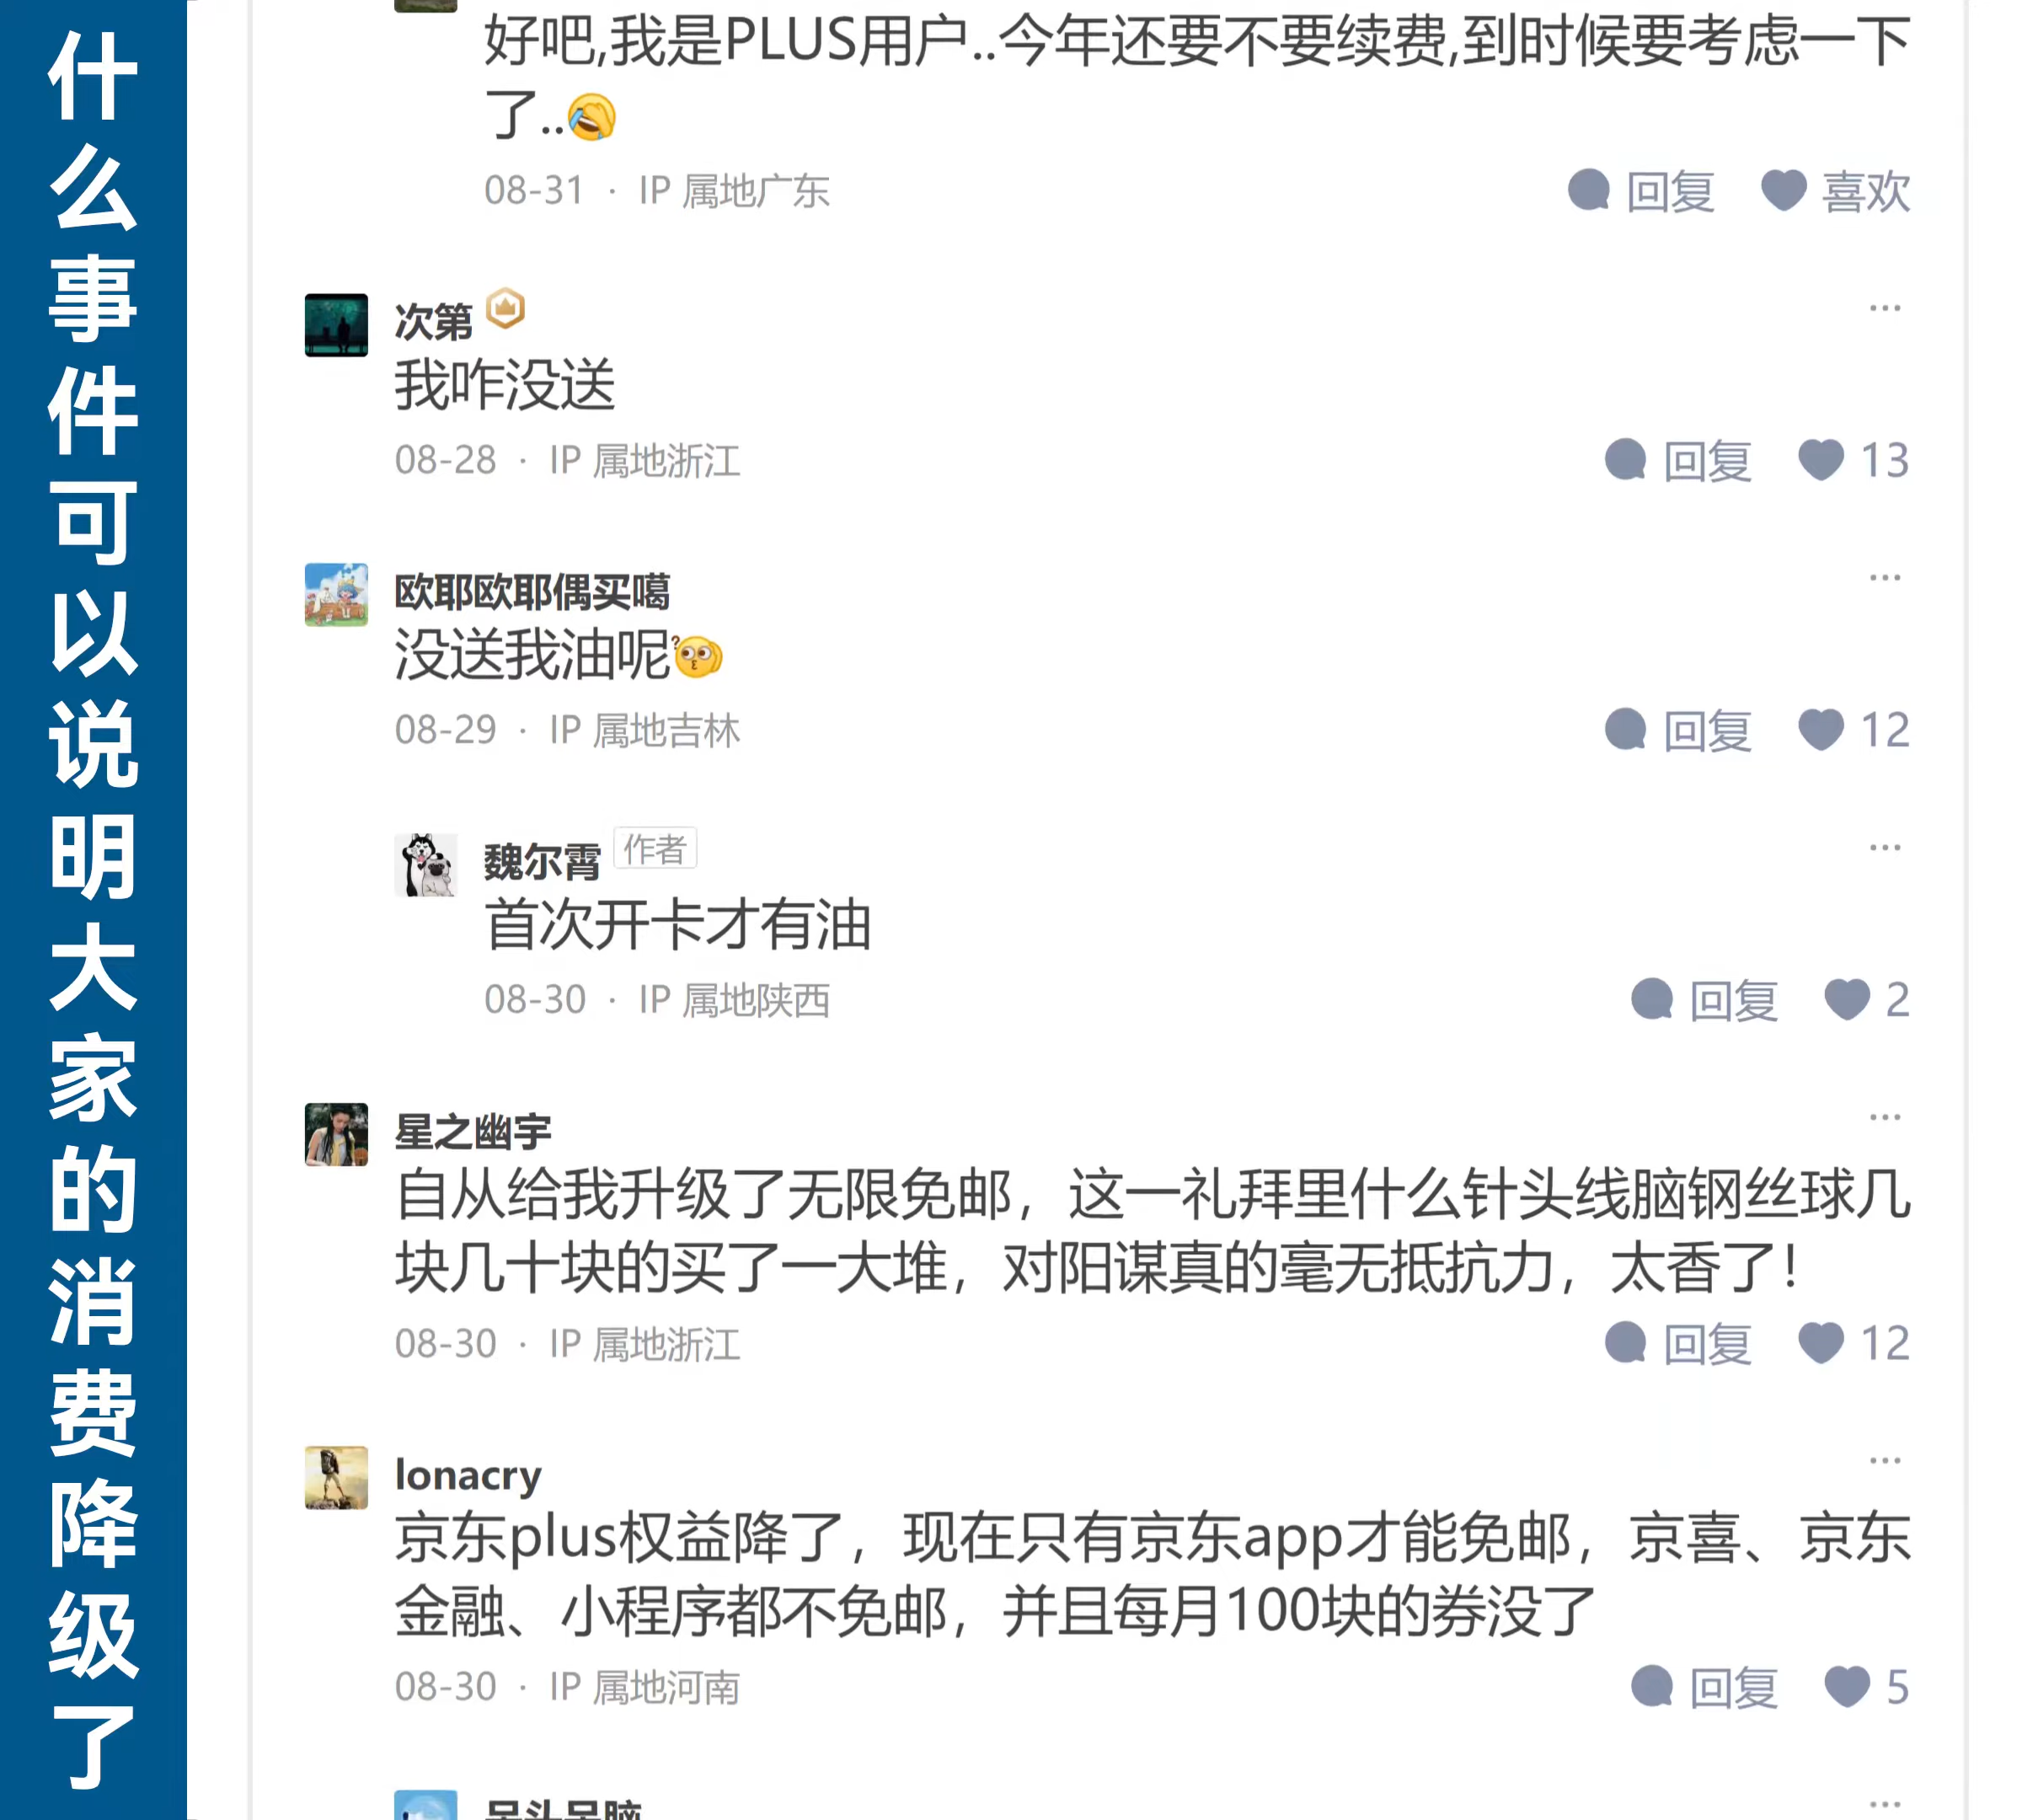 什么事件可以说明大家的消费降级了
好吧,我是PLUS用户..今年还要不要续费,到时候要考虑一下
了..
08-31 · IP 属地广东
回复 喜欢
次第
我咋没送
08-28 · IP 属地浙江
回复 13
欧耶欧耶偶买噶
没送我油呢
08-29 · IP 属地吉林
回复 12
魏尔霄 作者
首次开卡才有油
08-30 · IP 属地陕西
回复 2
星之幽宇
自从给我升级了无限免邮，这一礼拜里什么针头线脑钢丝球几
块几十块的买了一大堆，对阳谋真的毫无抵抗力，太香了！
08-30 · IP 属地浙江
回复 12
lonacry
京东plus权益降了，现在只有京东app才能免邮，京喜、京东
金融、小程序都不免邮，并且每月100块的券没了
08-30 · IP 属地河南
回复 5